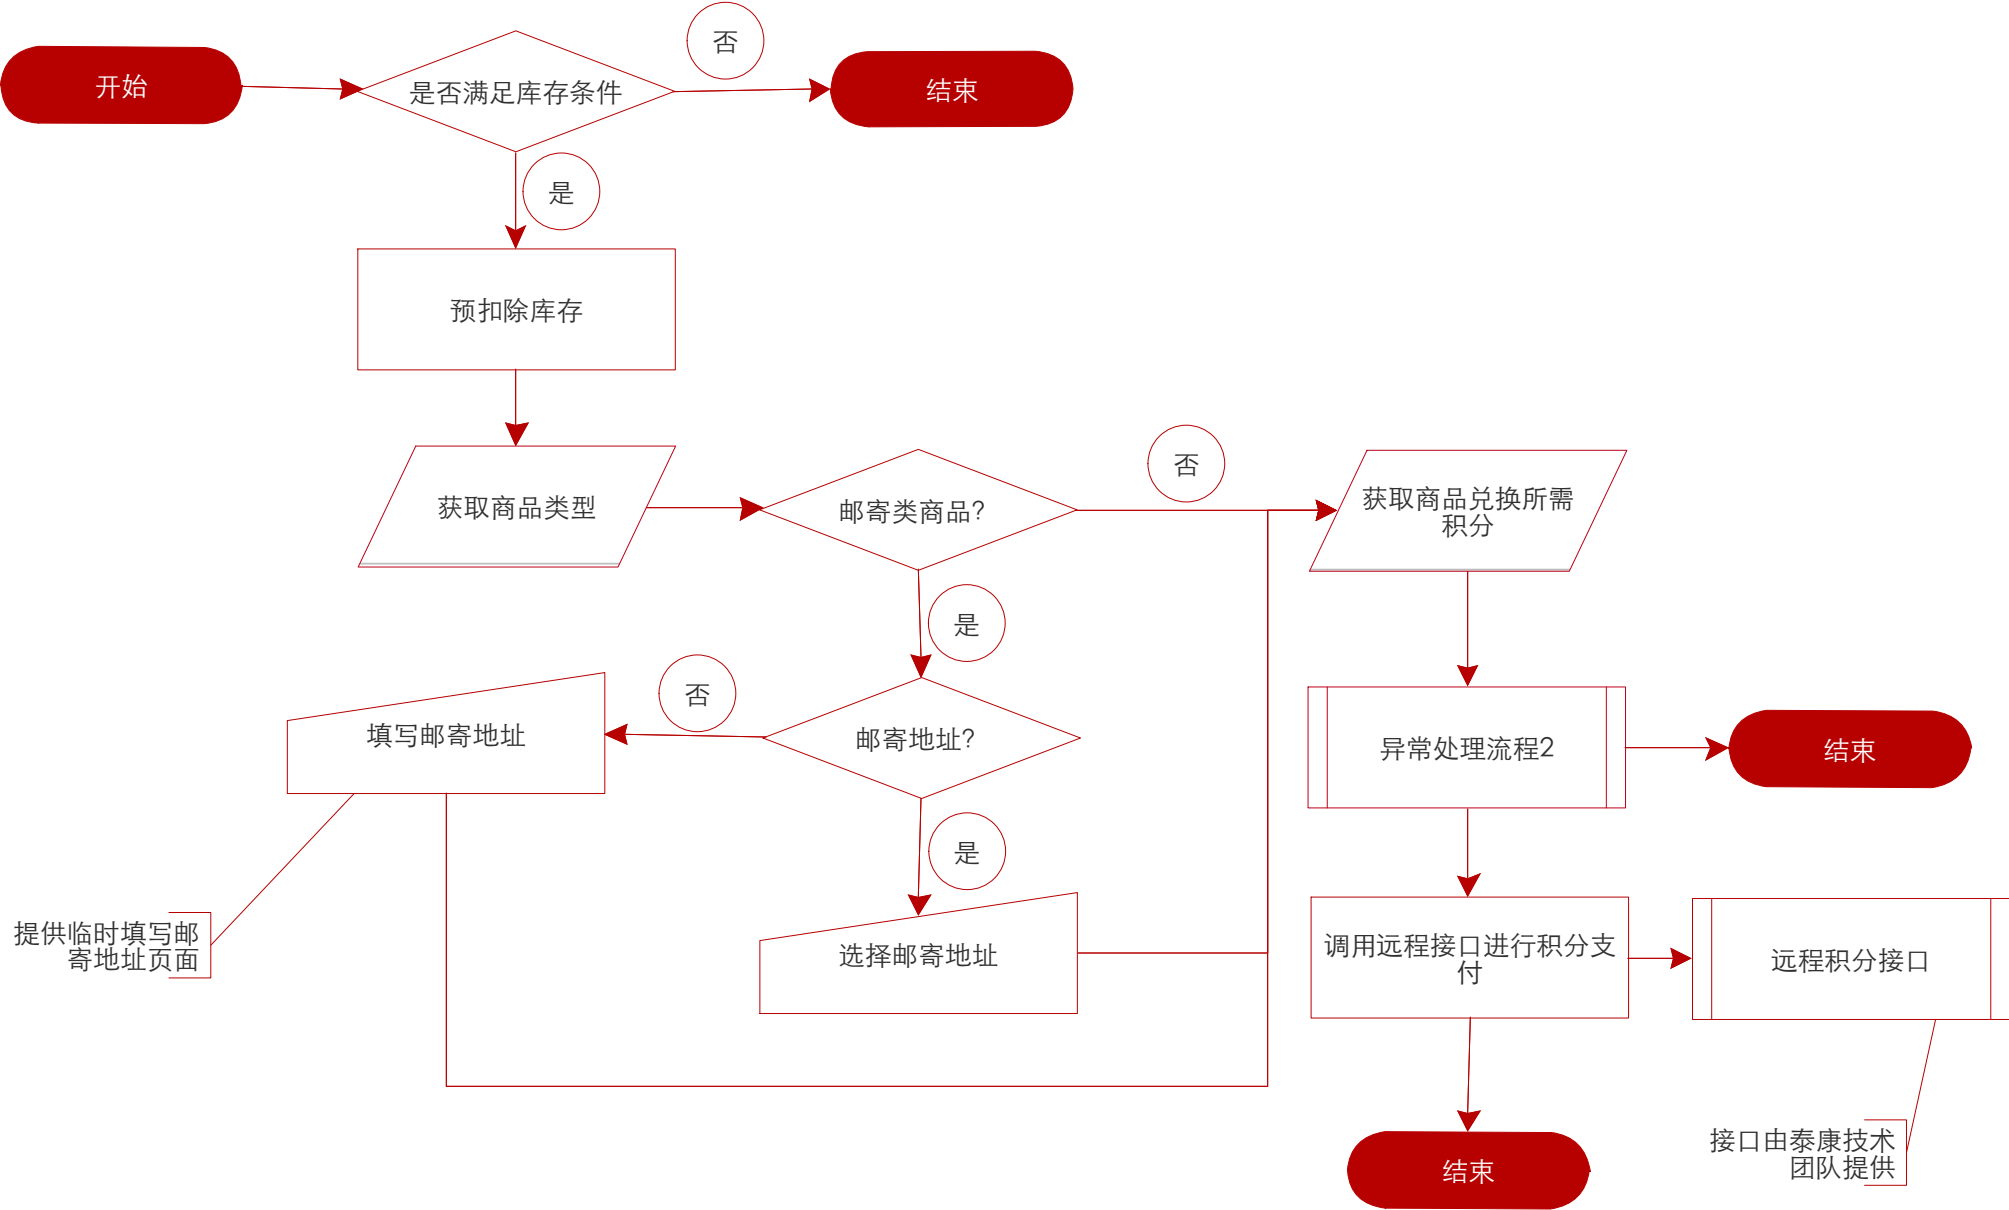 开始
是否满足库存条件
否
结束
是
预扣除库存
获取商品类型
邮寄类商品?
否
获取商品兑换所需
积分
是
填写邮寄地址
否
邮寄地址?
异常处理流程2
结束
是
提供临时填写邮
寄地址页面
选择邮寄地址
调用远程接口进行积分支
付
远程积分接口
结束
接口由泰康技术
团队提供